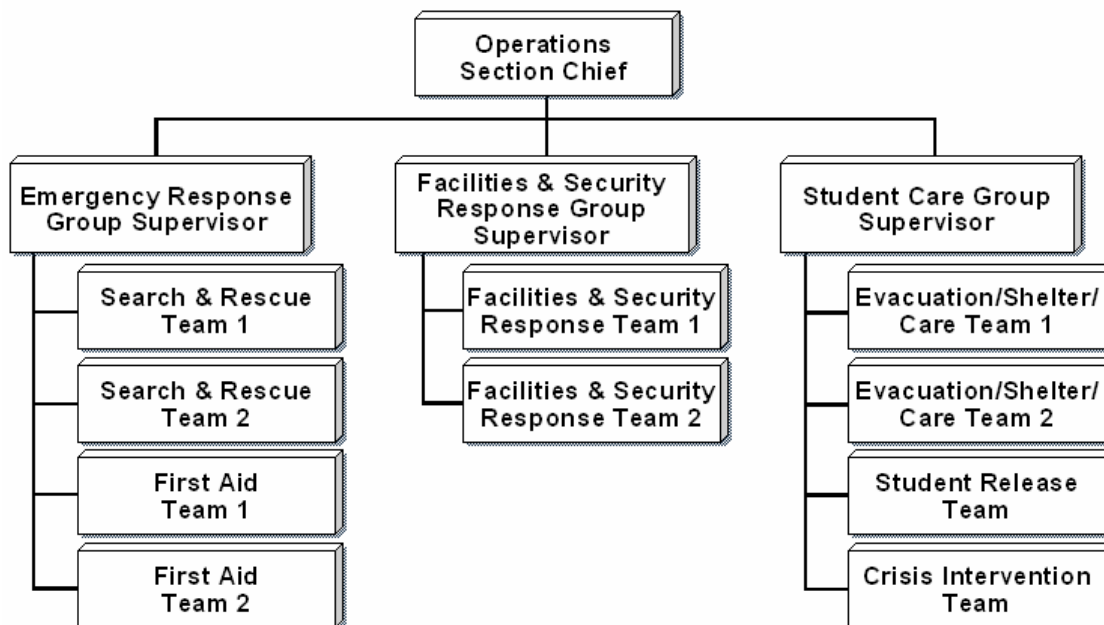 Operations
Section Chief
Emergency Response
Group Supervisor
Search & Rescue
Team 1
Search & Rescue
Team 2
First Aid
Team 1
First Aid
Team 2
Facilities & Security
Response Group
Supervisor
Facilities & Security
Response Team 1
Facilities & Security
Response Team 2
Student Care Group
Supervisor
Evacuation/Shelter/
Care Team 1
Evacuation/Shelter/
Care Team 2
Student Release
Team
Crisis Intervention
Team